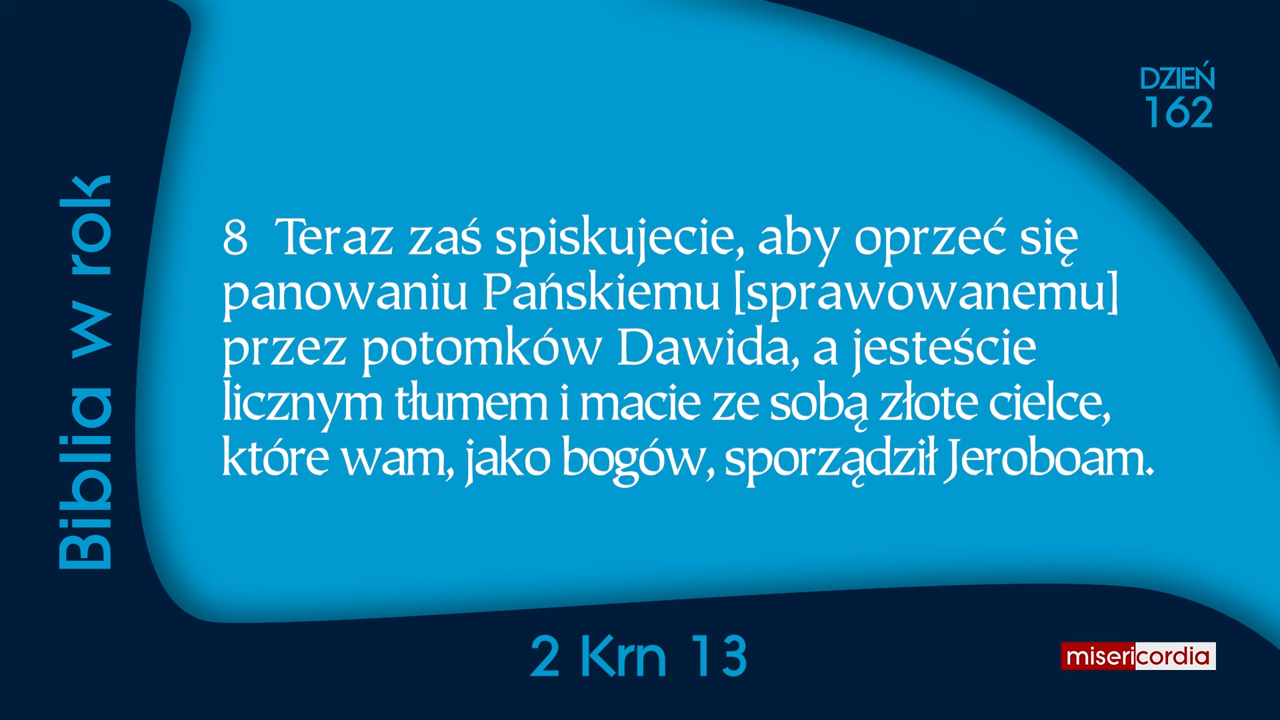 DZIEŃ
162
Biblia w rok
8 Teraz zaś spiskujecie, aby oprzeć się
panowaniu Pańskiemu [sprawowanemu]
przez potomków Dawida, a jesteście
licznym tłumem i macie ze sobą złote cielce,
które wam, jako bogów, sporządził Jeroboam.
2 Krn 13
misericordia